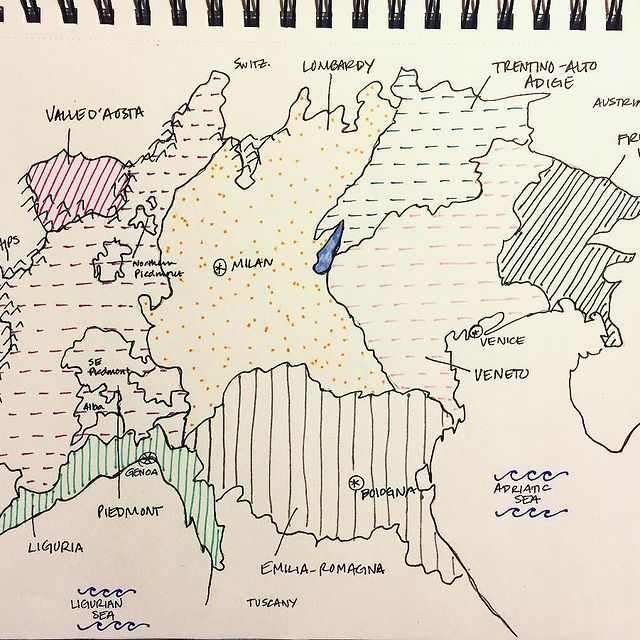 SWITZ.
LOMBARDY
TRENTINO-ALTO
ADIGE
VALLE D'AOSTA
AUSTRIA
FR
ALPS
Northern
Piedmont
MILAN
VENICE
SE
Piedmont
VENETO
Alba
GENOA
BOLOGNA
ADRIATIC
SEA
PIEDMONT
LIGURIA
EMILIA-ROMAGNA
LIGURIAN
SEA
TUSCANY